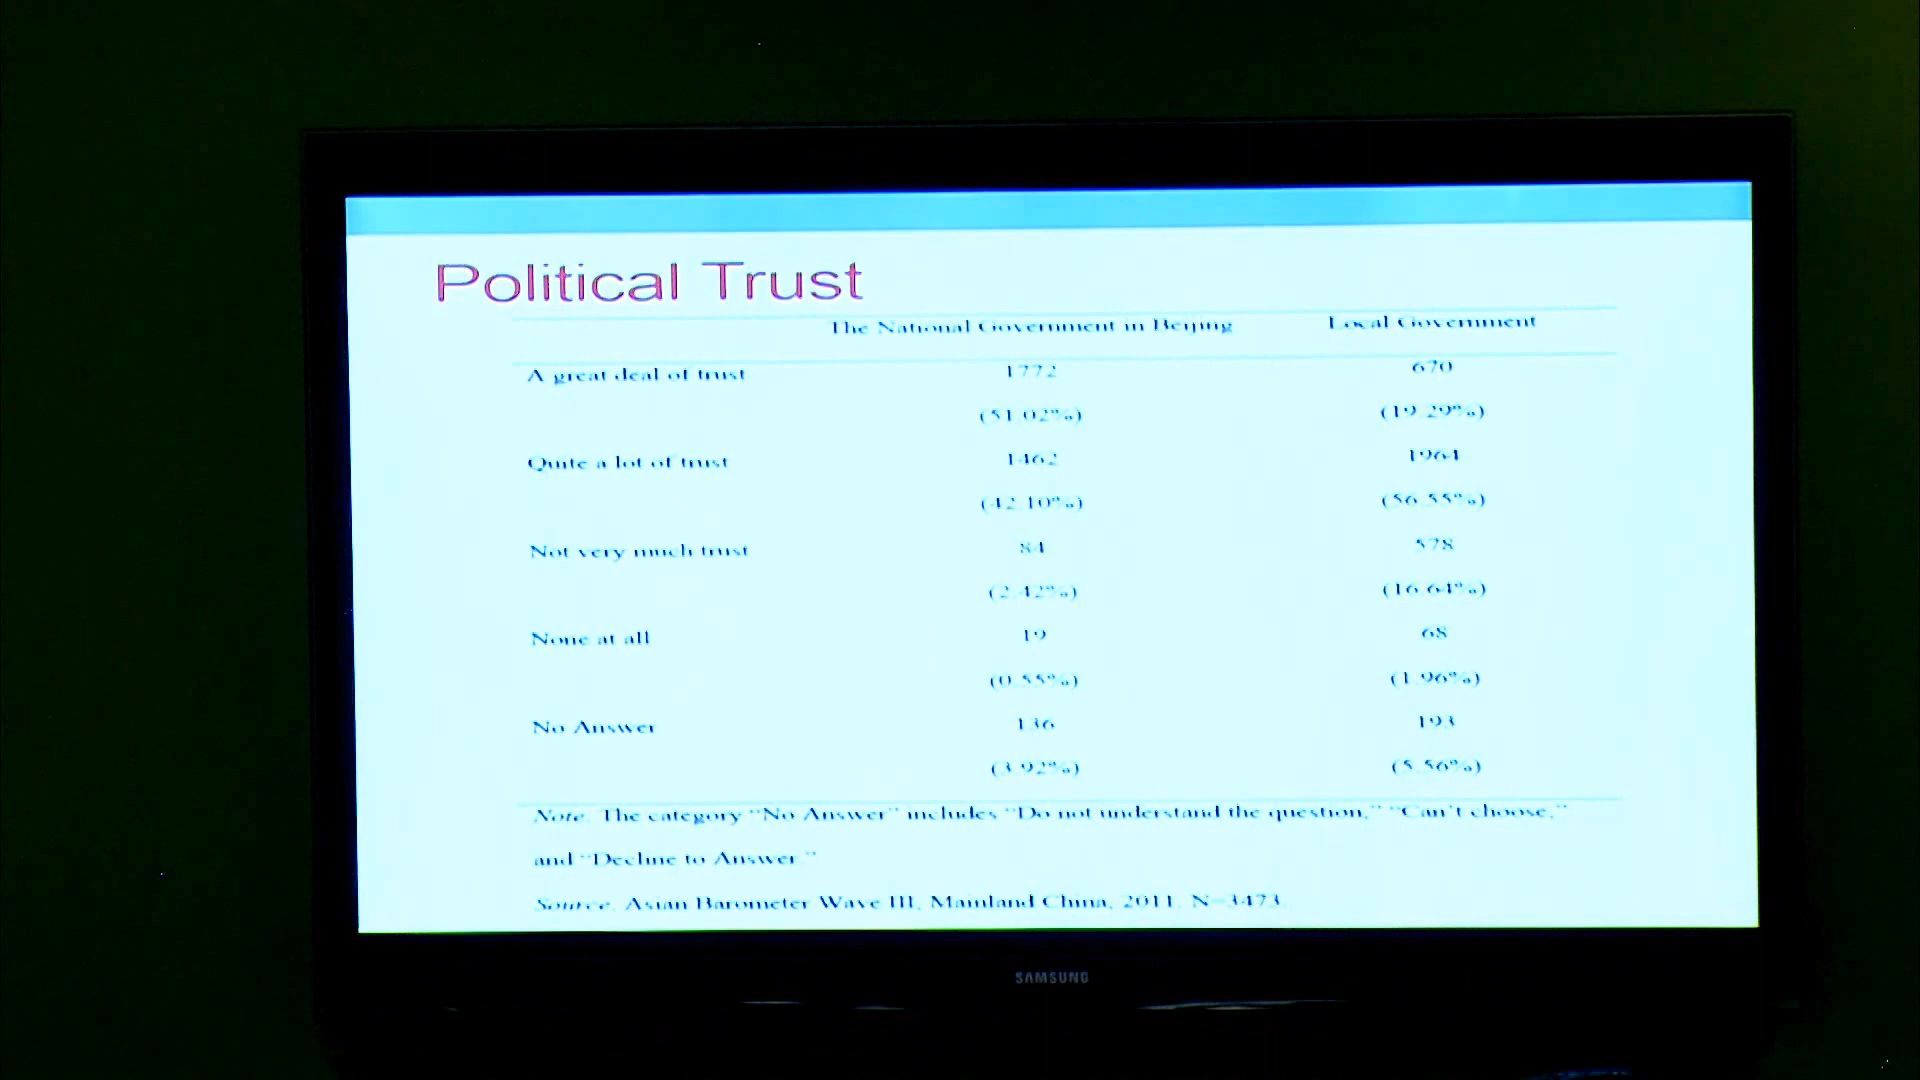 Political Trust
The National Government in Beijing Local Government
A great deal of trust 1772 670
(51.02%) (19.29%)
Quite a lot of trust 1462 1964
(42.10%) (56.55%)
Not very much trust 84 578
(2.42%) (16.64%)
None at all 19 68
(0.55%) (1.96%)
No Answer 136 193
(3.92%) (5.56%)
Note. The category “No Answer” includes “Do not understand the question,” “Can’t choose,”
and “Decline to Answer.”
Source. Asian Barometer Wave III, Mainland China, 2011. N=3473.
SAMSUNG